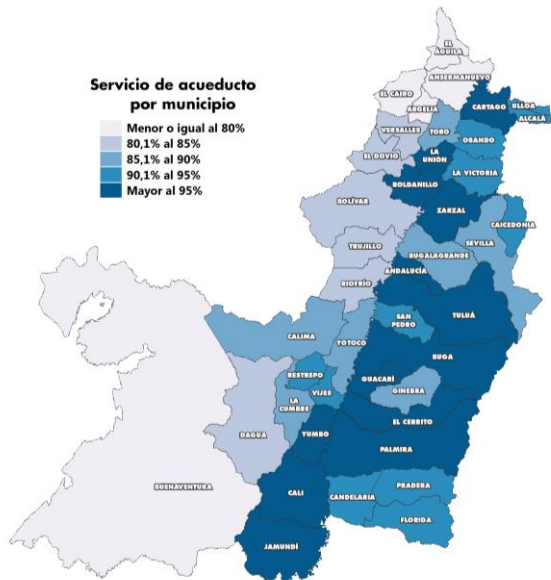 EL
ÁGUILA
ANSERMANUEVO
Servicio de acueducto
por municipio
EL CAIRO
ARGELIA
CARTAGO
ULLOA
ALCALÁ
Menor o igual al 80%
80,1% al 85%
85,1% al 90%
90,1% al 95%
Mayor al 95%
VERSALLES
TORO
OBANDO
EL DOVIO
LA
UNIÓN
LA VICTORIA
ROLDANILLO
BOLÍVAR
ZARZAL
CAICEDONIA
TRUJILLO
SEVILLA
BUGALAGRANDE
ANDALUCÍA
RIOFRÍO
SAN
PEDRO
TULUÁ
CALIMA
YOTOCO
BUGA
RESTREPO
GUACARÍ
GINEBRA
VIJES
LA
CUMBRE
EL CERRITO
DAGUA
YUMBO
PALMIRA
BUENAVENTURA
CALI
CANDELARIA
PRADERA
FLORIDA
JAMUNDÍ